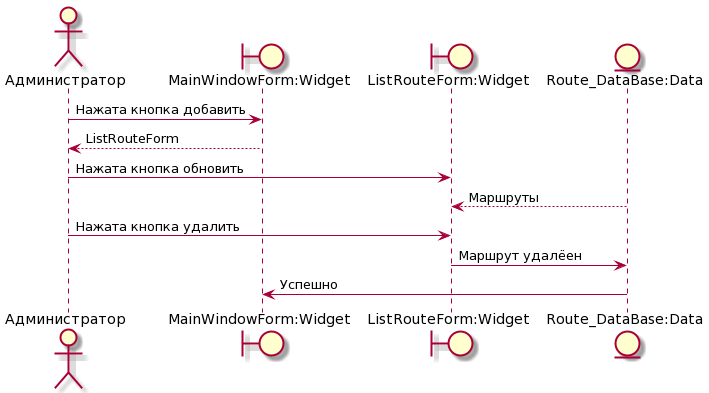 Администратор
MainWindowForm:Widget
ListRouteForm:Widget
Route_DataBase:Data
Нажата кнопка добавить
ListRouteForm
Нажата кнопка обновить
Маршруты
Нажата кнопка удалить
Маршрут удалёен
Успешно
Администратор
MainWindowForm:Widget
ListRouteForm:Widget
Route_DataBase:Data